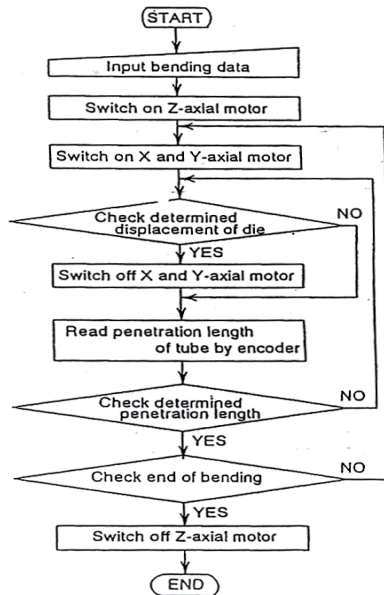 START
Input bending data
Switch on Z-axial motor
Switch on X and Y-axial motor
Check determined
displacement of die
NO
YES
Switch off X and Y-axial motor
Read penetration length
of tube by encoder
Check determined
penetration length
NO
YES
Check end of bending
NO
YES
Switch off Z-axial motor
END